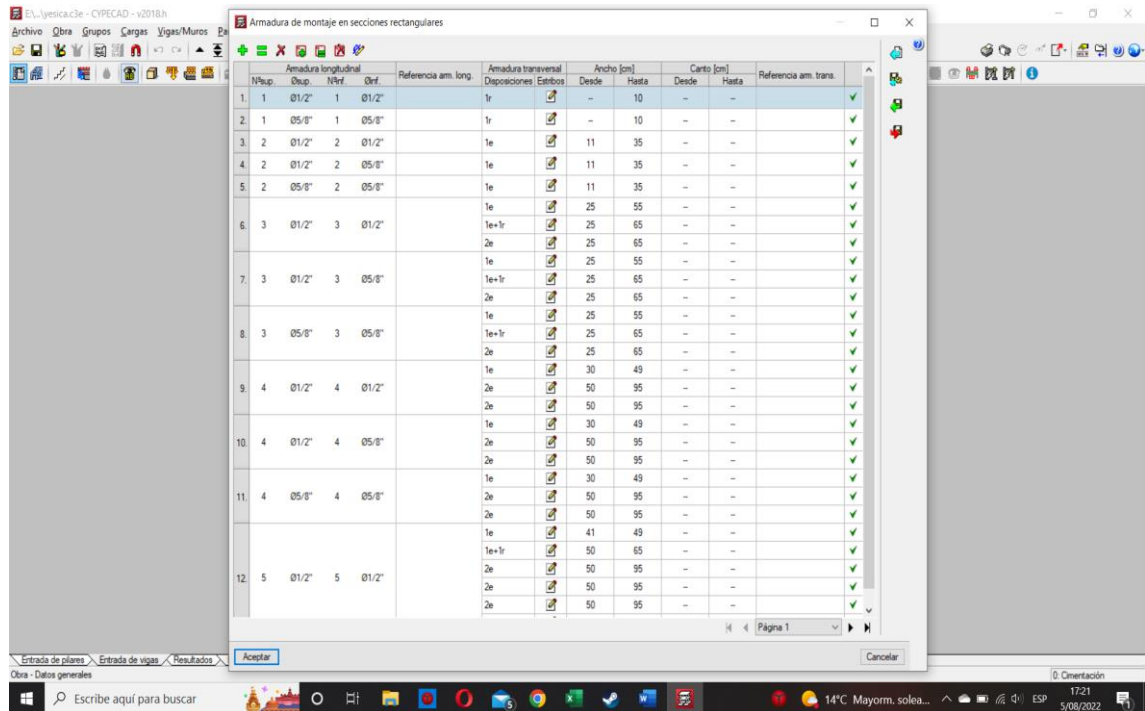 E:\...\yesica.c3e - CYPECAD - v2018.h
Archivo Obra Grupos Cargas Vigas/Muros
Armadura de montaje en secciones rectangulares
Armadura longitudinal Referencia arm. long. Armadura transversal Ancho [cm] Canto [cm] Referencia arm. trans.
Nºsup. Øsup. Nºinf. Øinf. Disposiciones Estribos Desde Hasta Desde Hasta
1. 1 Ø1/2" 1 Ø1/2" 1r – 10 – –
2. 1 Ø5/8" 1 Ø5/8" 1r – 10 – –
3. 2 Ø1/2" 2 Ø1/2" 1e 11 35 – –
4. 2 Ø1/2" 2 Ø5/8" 1e 11 35 – –
5. 2 Ø5/8" 2 Ø5/8" 1e 11 35 – –
1e 25 55 – –
6. 3 Ø1/2" 3 Ø1/2" 1e+1r 25 65 – –
2e 25 65 – –
1e 25 55 – –
7. 3 Ø1/2" 3 Ø5/8" 1e+1r 25 65 – –
2e 25 65 – –
1e 25 55 – –
8. 3 Ø5/8" 3 Ø5/8" 1e+1r 25 65 – –
2e 25 65 – –
1e 30 49 – –
9. 4 Ø1/2" 4 Ø1/2" 2e 50 95 – –
2e 50 95 – –
1e 30 49 – –
10. 4 Ø1/2" 4 Ø5/8" 2e 50 95 – –
2e 50 95 – –
1e 30 49 – –
11. 4 Ø5/8" 4 Ø5/8" 2e 50 95 – –
2e 50 95 – –
1e 41 49 – –
1e+1r 50 65 – –
12. 5 Ø1/2" 5 Ø1/2" 2e 50 95 – –
2e 50 95 – –
2e 50 95 – –
Página 1
Aceptar Cancelar
Entrada de pilares Entrada de vigas Resultados
Obra - Datos generales 0: Cimentación
Escribe aquí para buscar 14°C Mayorm. solea... ESP 17:21
5/08/2022